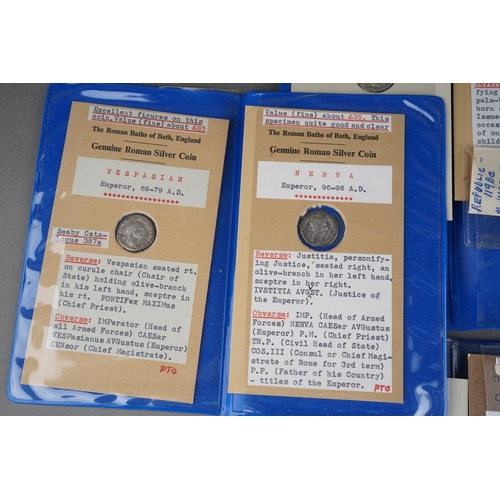 Excellent figures on this
coin. Value (fine) about £85
The Roman Baths of Bath, England
Genuine Roman Silver Coin
VESPASIAN
Emperor, 69-79 A.D.
Seaby Cata-
logue 387a
Reverse: Vespasian seated rt.
on curule chair (Chair of
State) holding olive-branch
in his left hand, sceptre in
his rt. PONTIFex MAXIMus
(Chief Priest).
Obverse: IMPerator (Head of
all Armed forces) CAESar
VESPasianus AVGustus (Emperor)
CENsor (Chief Magistrate).
PTO
Value (fine) about £35. This
specimen quite good and clear
The Roman Baths of Bath, England
Genuine Roman Silver Coin
NERVA
Emperor, 96-98 A.D.
Reverse: Justitia, personify-
ing Justice, seated right, an
olive-branch in her left hand,
sceptre in her right.
IVSTITIA AVGST. (Justice of
the Emperor).
Obverse: IMP. (Head of Armed
Forces) NERVA CAESar AVGustus
(Emperor) P.M. (Chief Priest)
TR.P. (Civil Head of State)
COS.III (Consul or Chief Magi-
strate of Rome for 3rd term)
P.P. (Father of his Country)
- titles of the Emperor.
PTO
fying
pals-
horn o
Issued
occas
of
child
REPUBLIC -